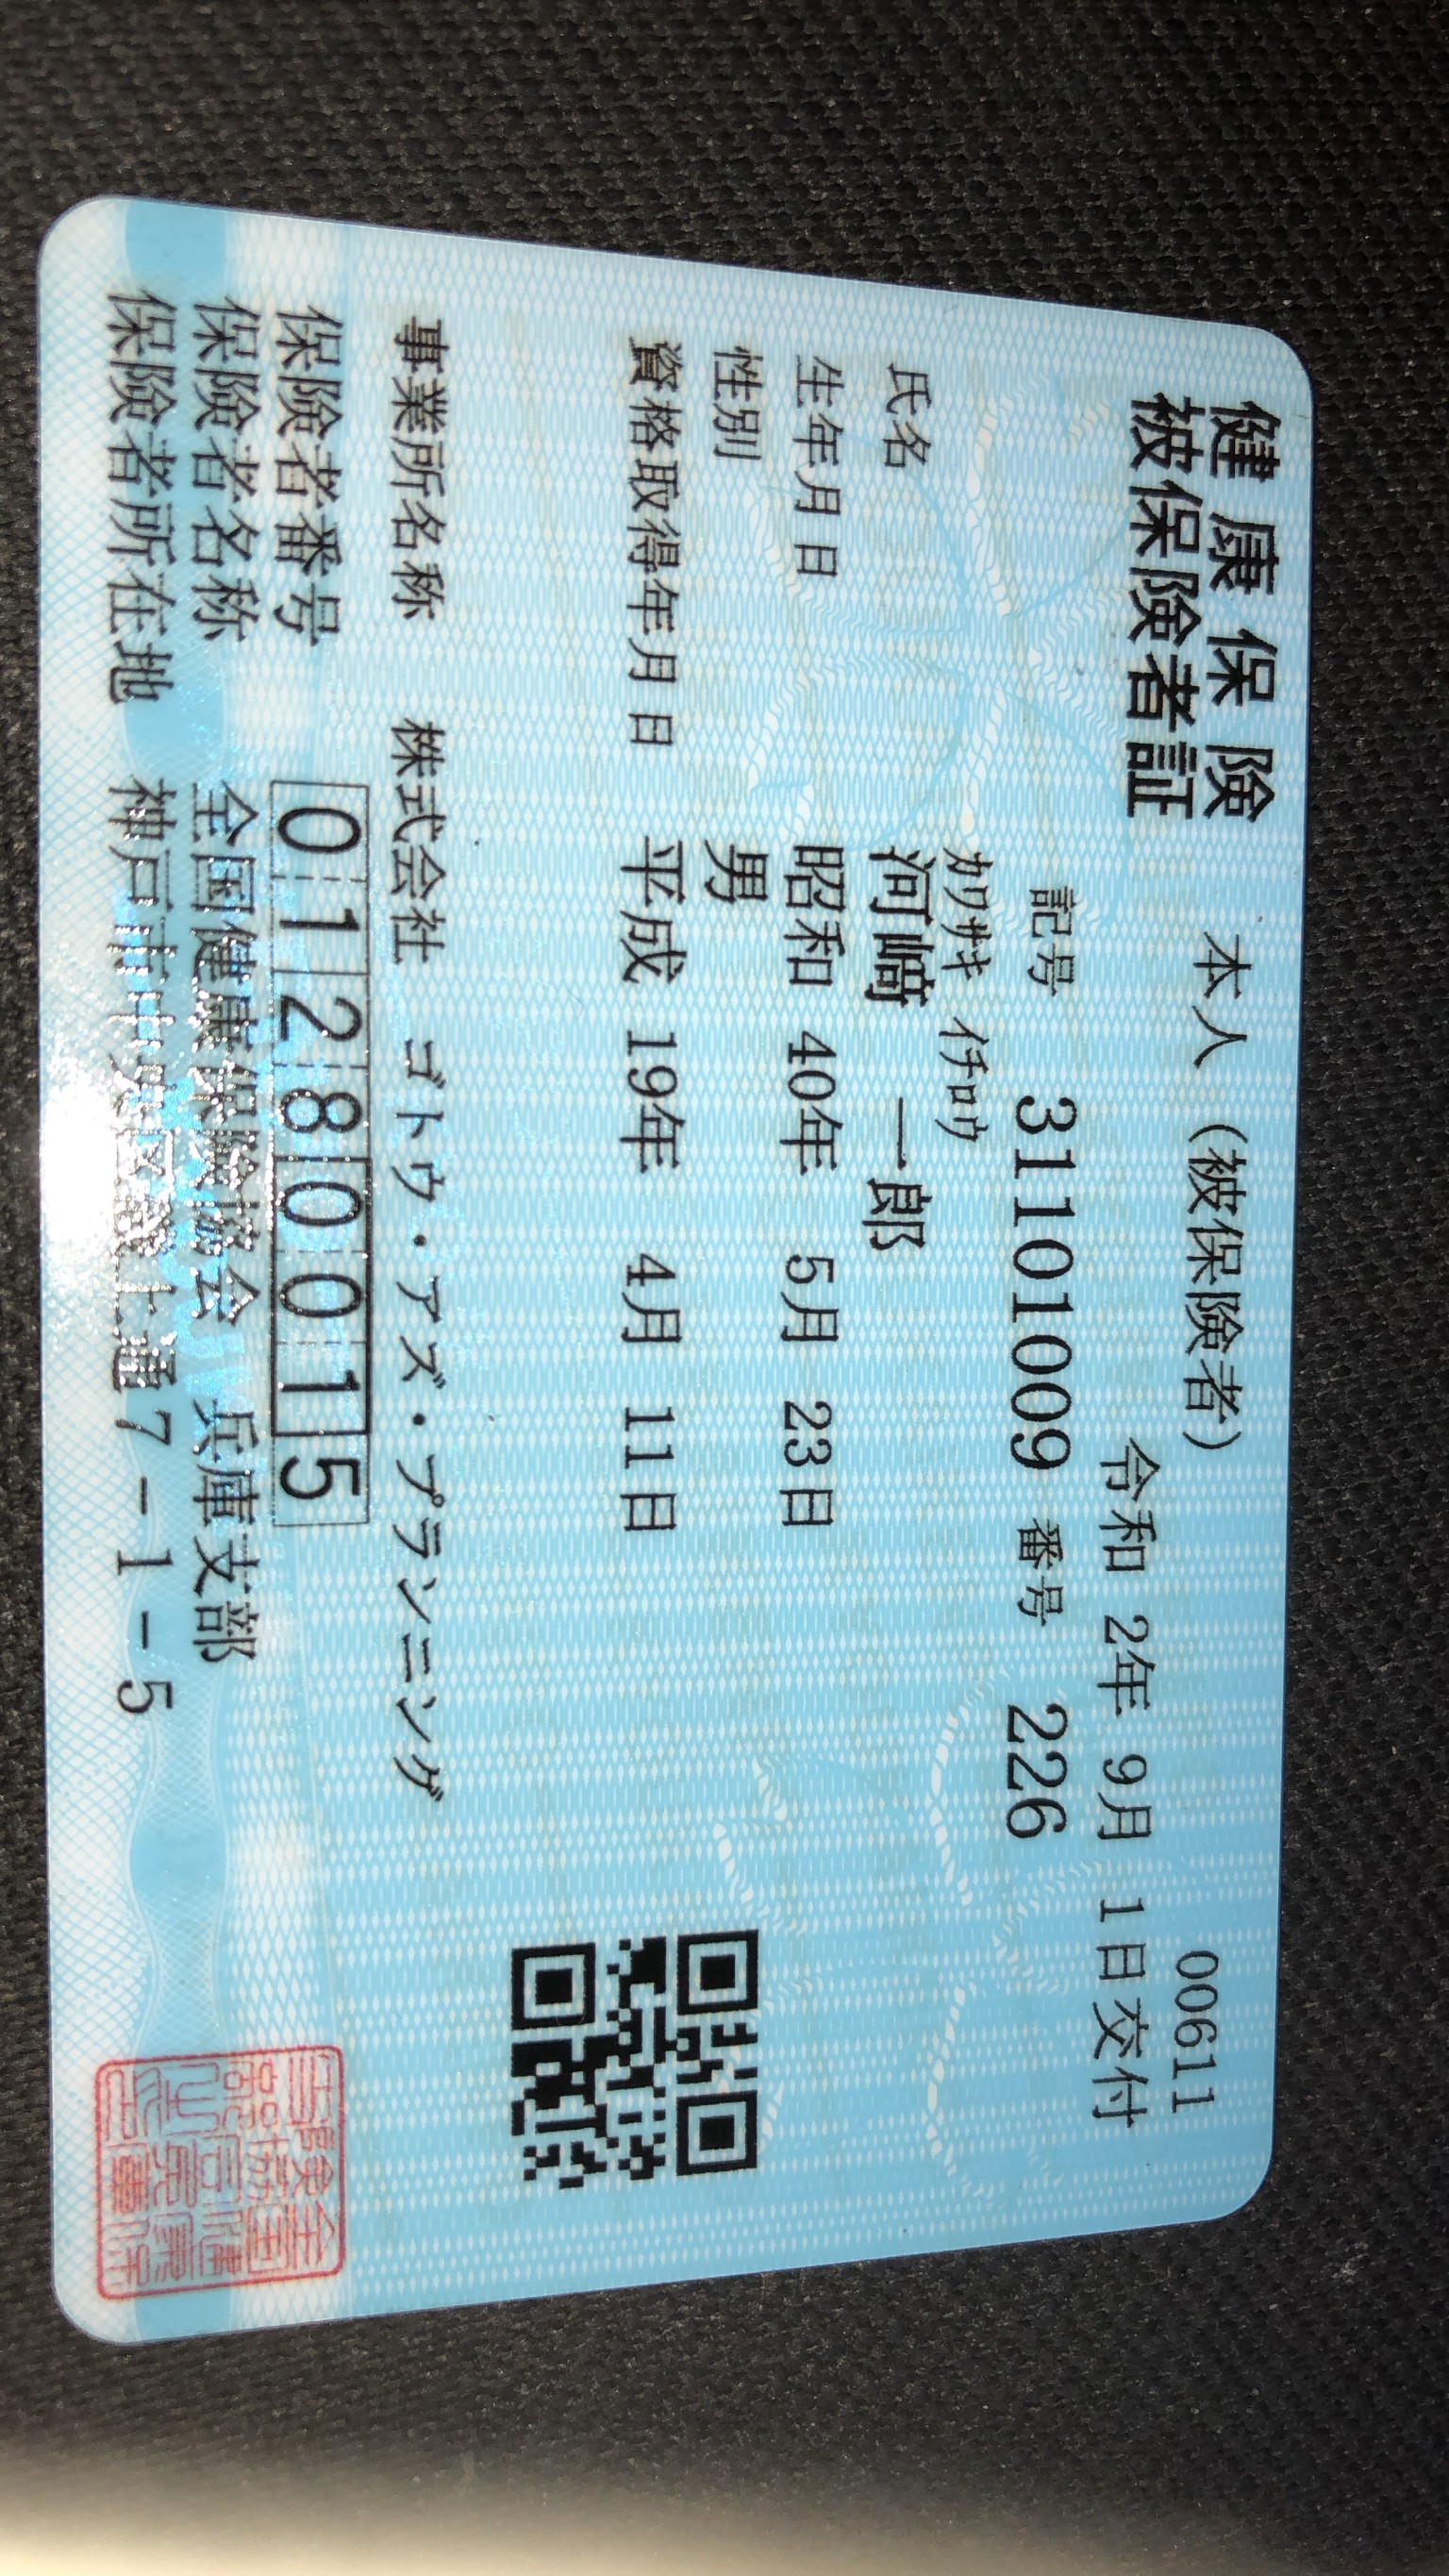 健康保険
被保険者証
本人（被保険者）
00611
令和 2年 9月 1日交付
記号 31101009 番号 226
ｶﾜｻｷ ｲﾁﾛｳ
氏名 河﨑 一郎
生年月日 昭和 40年 5月 23日
性別 男
資格取得年月日 平成 19年 4月 11日
事業所名称 株式会社 ゴトウ・アズ・プランニング
保険者番号 01280015
保険者名称 全国健康保険協会 兵庫支部
保険者所在地 神戸市中央区 通7-1-5